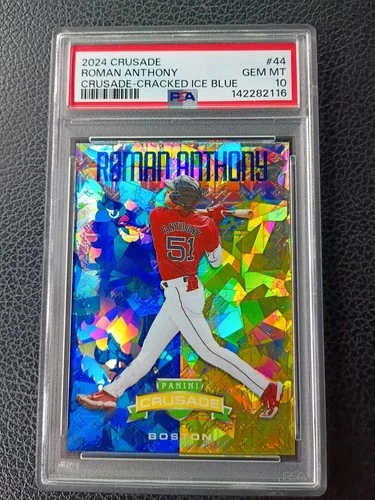 2024 CRUSADE #44
ROMAN ANTHONY GEM MT
CRUSADE-CRACKED ICE BLUE 10
PSA 142282116
ROMAN ANTHONY
R.ANTHONY
51
PANINI
CRUSADE
BOSTON